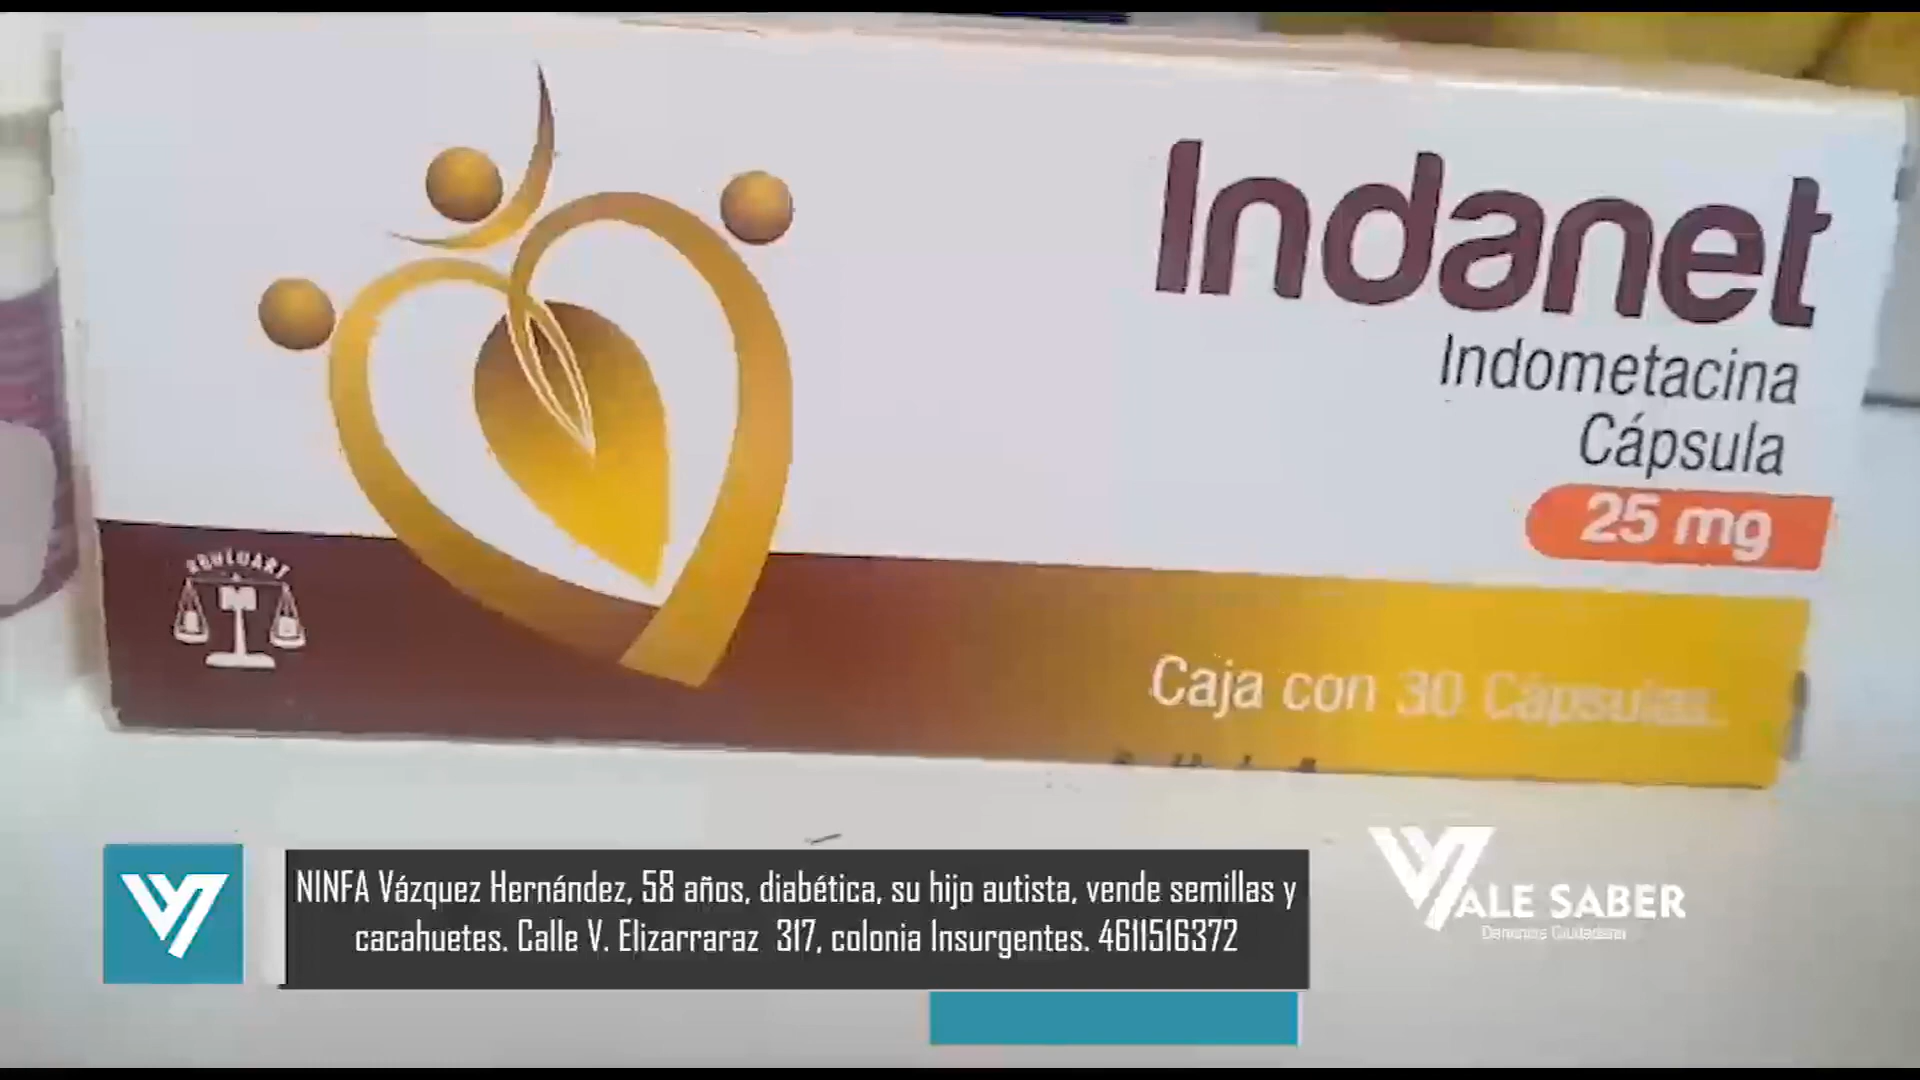 Indanet
Indometacina
Cápsula
25 mg
Caja con 30 Cápsulas.
NINFA Vázquez Hernández, 58 años, diabética, su hijo autista, vende semillas y
cacahuetes. Calle V. Elizarraraz 317, colonia Insurgentes. 4611516372
VALE SABER
Denuncia Ciudadana